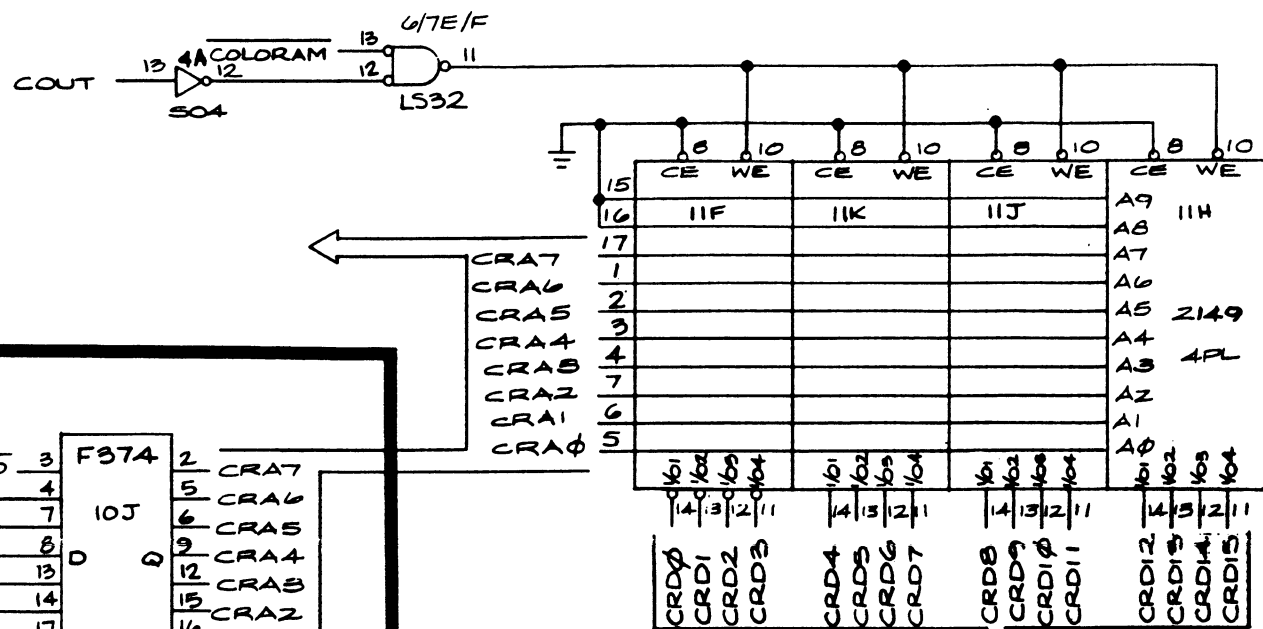 6/7E/F
COUT 13 4A 12 COLORAM 13 12 11
S04 LS32
8 10 8 10 8 10 8 10
CE WE CE WE CE WE CE WE
15 A9
11F 11K 11J 11H
16 A8
17 A7
CRA7
1 A6
CRA6
2 A5 2149
CRA5
3 A4
CRA4
4 A3 4PL
CRA3
7 A2
CRA2
6 A1
CRA1
5 AØ
CRAØ
I/O1 I/O2 I/O3 I/O4 I/O1 I/O2 I/O3 I/O4 I/O1 I/O2 I/O3 I/O4 I/O1 I/O2 I/O3 I/O4
14 13 12 11 14 13 12 11 14 13 12 11 14 13 12 11
CRDØ CRD1 CRD2 CRD3 CRD4 CRD5 CRD6 CRD7 CRD8 CRD9 CRD1Ø CRD11 CRD12 CRD13 CRD14 CRD15
F374
10J
D Q
3 2 CRA7
4 5 CRA6
7 6 CRA5
8 9 CRA4
13 12 CRA3
14 15 CRA2
17 16